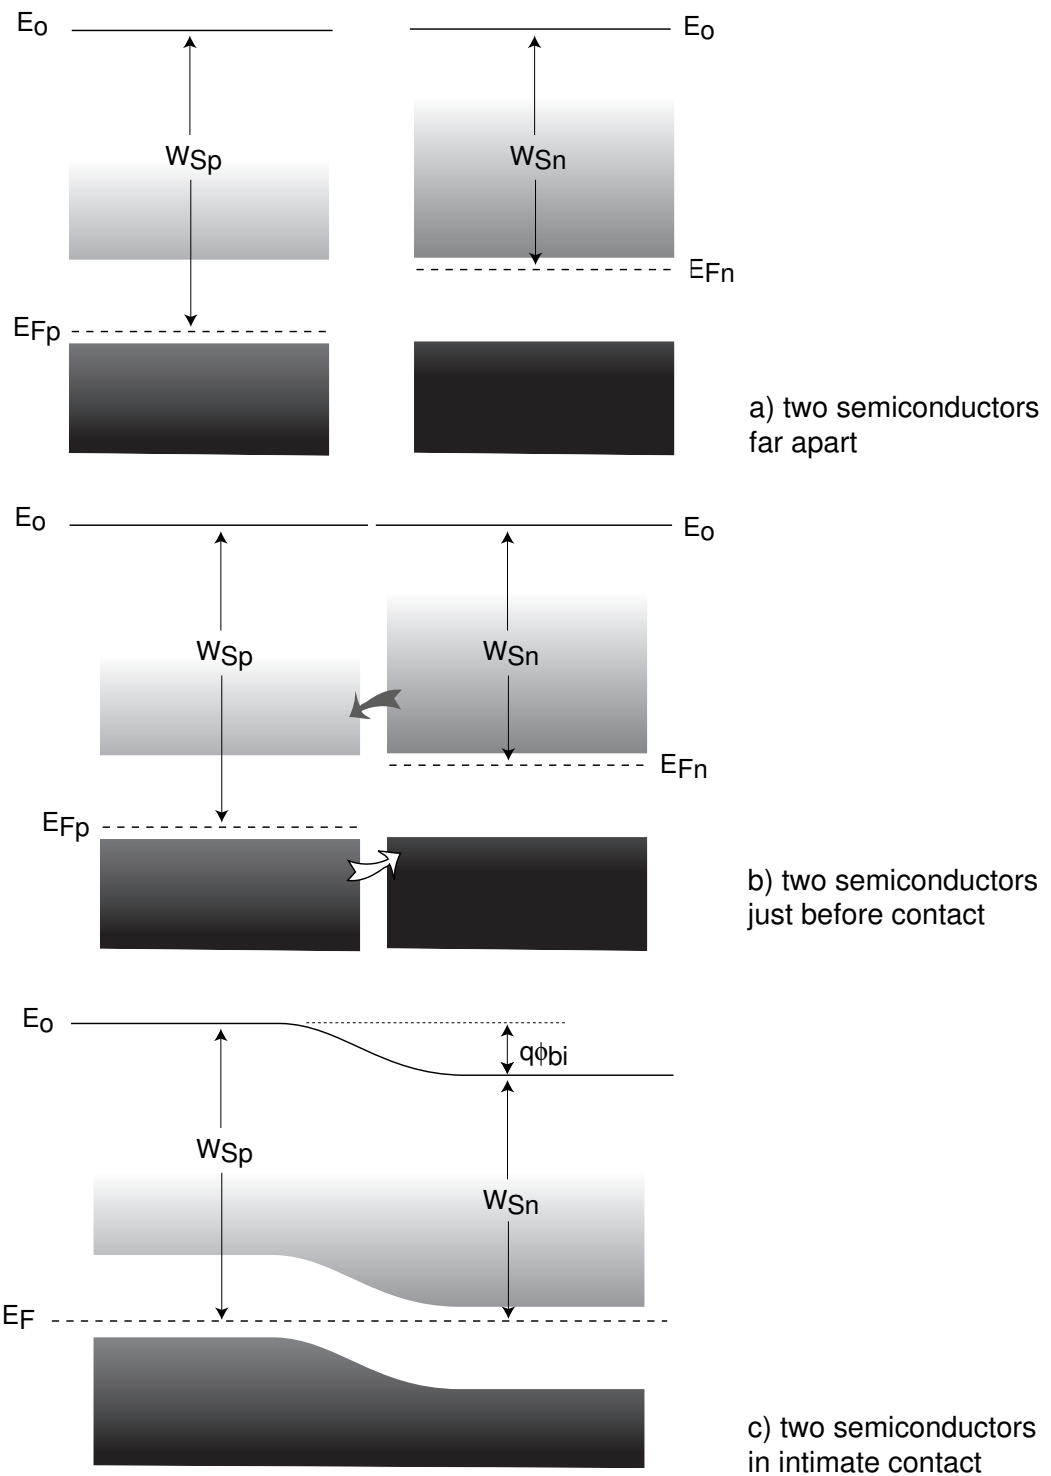 Eo
Eo
WSp
WSn
EFn
EFp
a) two semiconductors
far apart
Eo
Eo
WSp
WSn
EFn
EFp
b) two semiconductors
just before contact
Eo
qϕbi
WSp
WSn
EF
c) two semiconductors
in intimate contact